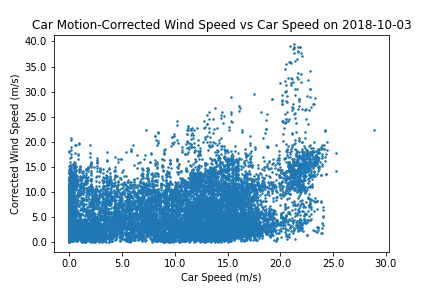 Car Motion-Corrected Wind Speed vs Car Speed on 2018-10-03
40.0
35.0
30.0
25.0
20.0
15.0
10.0
5.0
0.0
Corrected Wind Speed (m/s)
0.0 5.0 10.0 15.0 20.0 25.0 30.0
Car Speed (m/s)